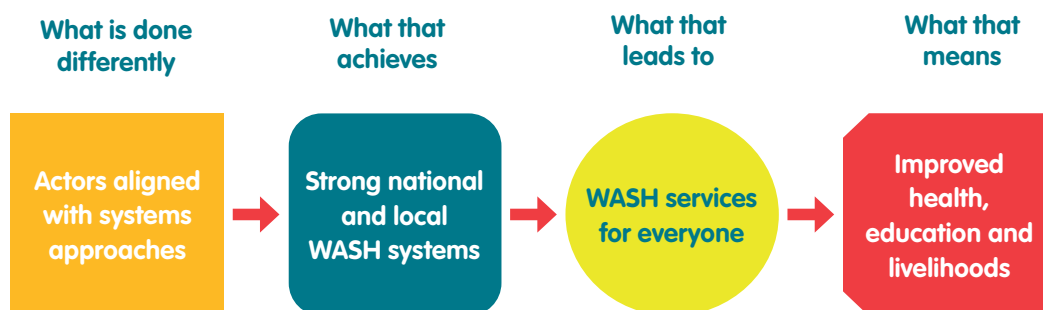 What is done
differently
What that
achieves
What that
leads to
What that
means
Actors aligned
with systems
approaches
Strong national
and local
WASH systems
WASH services
for everyone
Improved
health,
education and
livelihoods